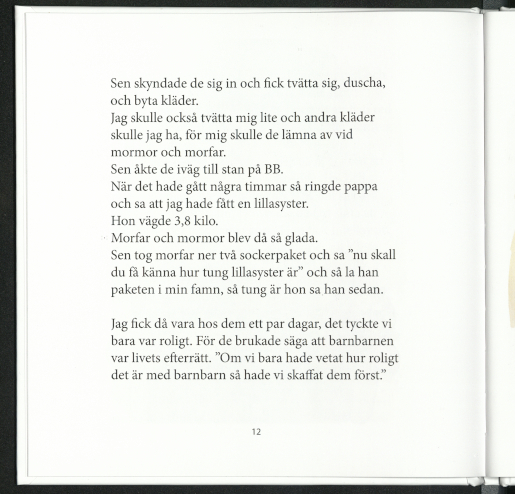 Sen skyndade de sig in och fick tvätta sig, duscha,
och byta kläder.
Jag skulle också tvätta mig lite och andra kläder
skulle jag ha, för mig skulle de lämna av vid
mormor och morfar.
Sen åkte de iväg till stan på BB.
När det hade gått några timmar så ringde pappa
och sa att jag hade fått en lillasyster.
Hon vägde 3,8 kilo.
Morfar och mormor blev då så glada.
Sen tog morfar ner två sockerpaket och sa ”nu skall
du få känna hur tung lillasyster är” och så la han
paketen i min famn, så tung är hon sa han sedan.
Jag fick då vara hos dem ett par dagar, det tyckte vi
bara var roligt. För de brukade säga att barnbarnen
var livets efterrätt. ”Om vi bara hade vetat hur roligt
det är med barnbarn så hade vi skaffat dem först.”
12